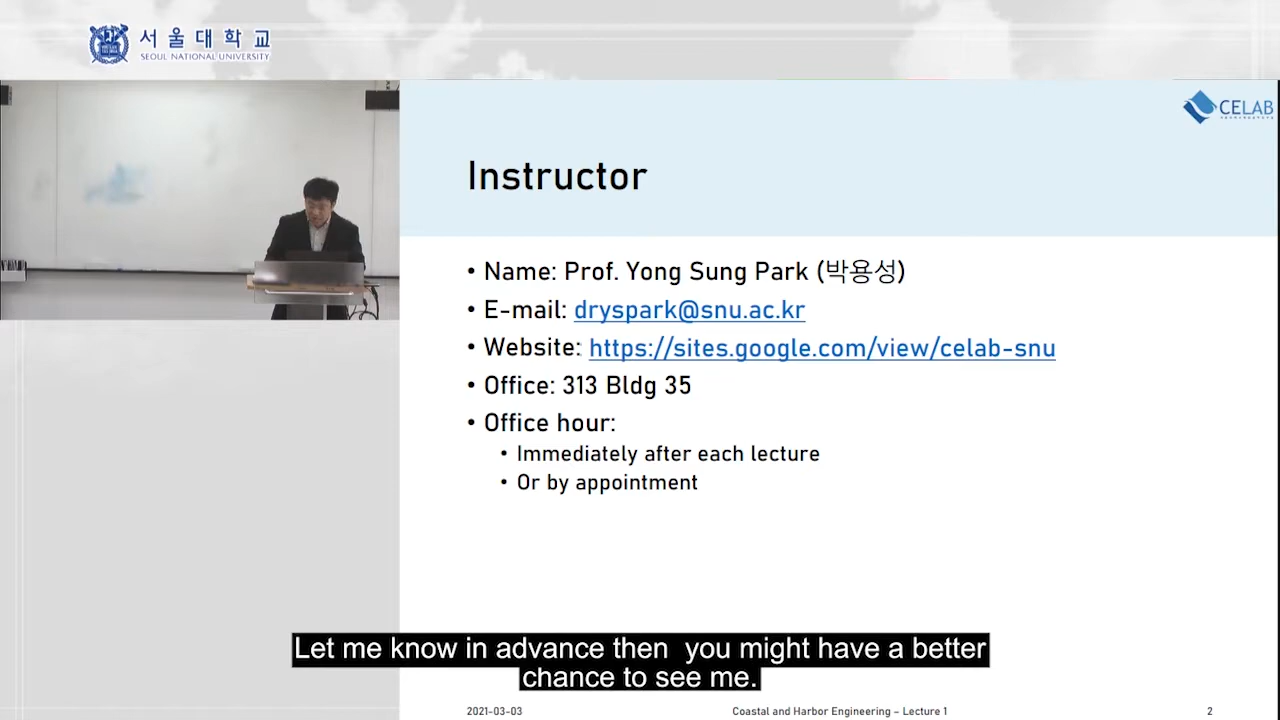 서울대학교
SEOUL NATIONAL UNIVERSITY
CELAB
Instructor
• Name: Prof. Yong Sung Park (박용성)
• E-mail: dryspark@snu.ac.kr
• Website: https://sites.google.com/view/celab-snu
• Office: 313 Bldg 35
• Office hour:
• Immediately after each lecture
• Or by appointment
Let me know in advance then you might have a better
chance to see me.
2021-03-03 Coastal and Harbor Engineering – Lecture 1 2